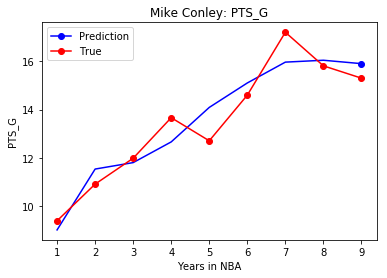 Mike Conley: PTS_G
Prediction
True
PTS_G
16
14
12
10
1 2 3 4 5 6 7 8 9
Years in NBA